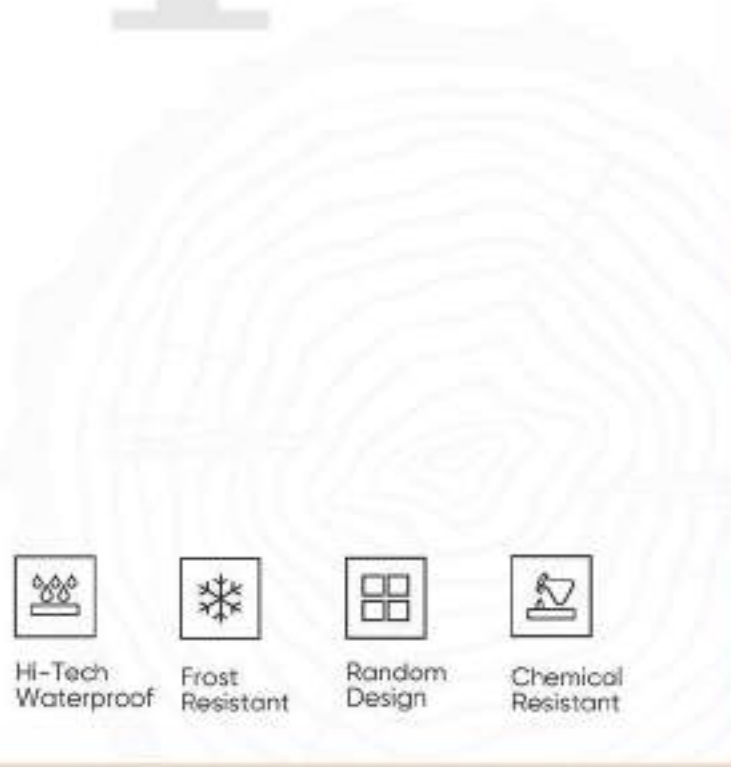 Hi-Tech
Waterproof
Frost
Resistant
Random
Design
Chemical
Resistant